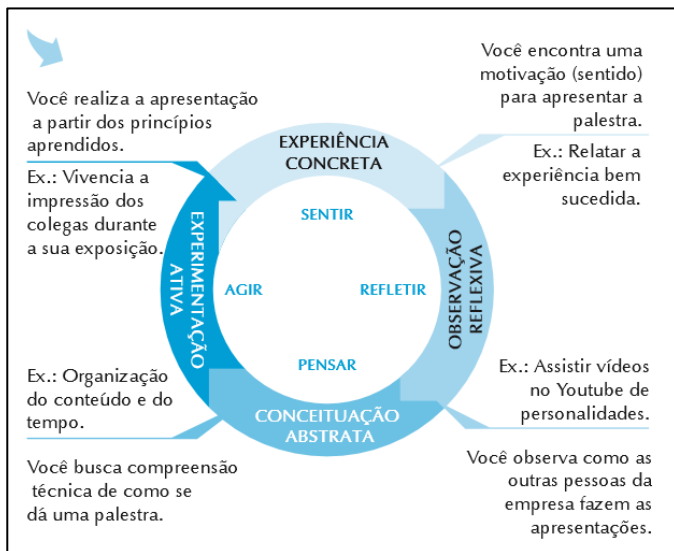 Você realiza a apresentação
a partir dos princípios
aprendidos.
Ex.: Vivencia a
impressão dos
colegas durante
a sua exposição.
Você encontra uma
motivação (sentido)
para apresentar a
palestra.
Ex.: Relatar a
experiência bem
sucedida.
EXPERIÊNCIA
CONCRETA
SENTIR
EXPERIMENTAÇÃO
ATIVA
AGIR
REFLETIR
OBSERVAÇÃO
REFLEXIVA
PENSAR
CONCEITUAÇÃO
ABSTRATA
Ex.: Organização
do conteúdo e do
tempo.
Você busca compreensão
técnica de como se
dá uma palestra.
Ex.: Assistir vídeos
no Youtube de
personalidades.
Você observa como as
outras pessoas da
empresa fazem as
apresentações.